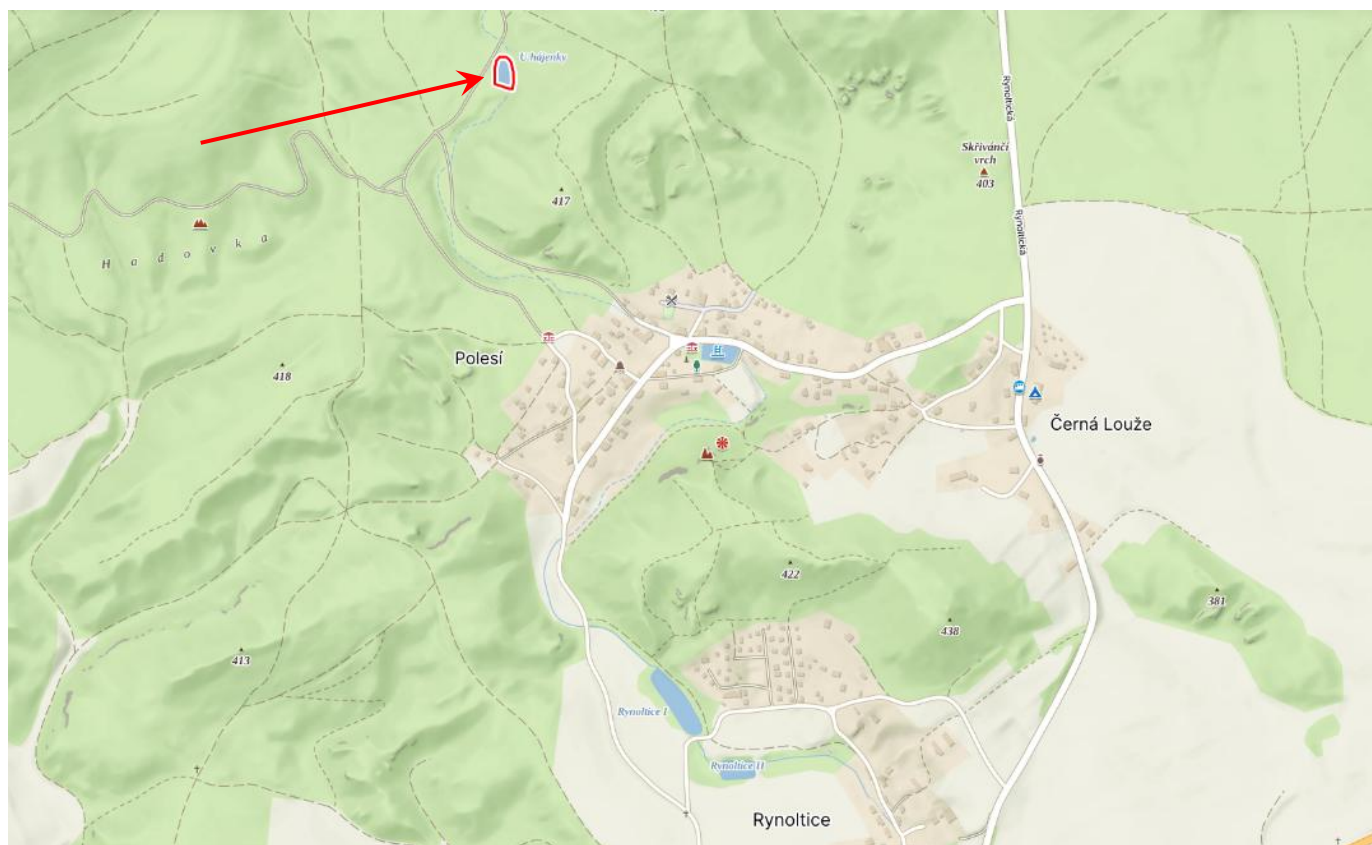 U hájenky
Rynoltická
Skřivánčí
vrch
403
417
Rynoltická
Hadovka
Polesí
418
Černá Louže
422
381
438
413
Rynoltice I
Rynoltice II
Rynoltice